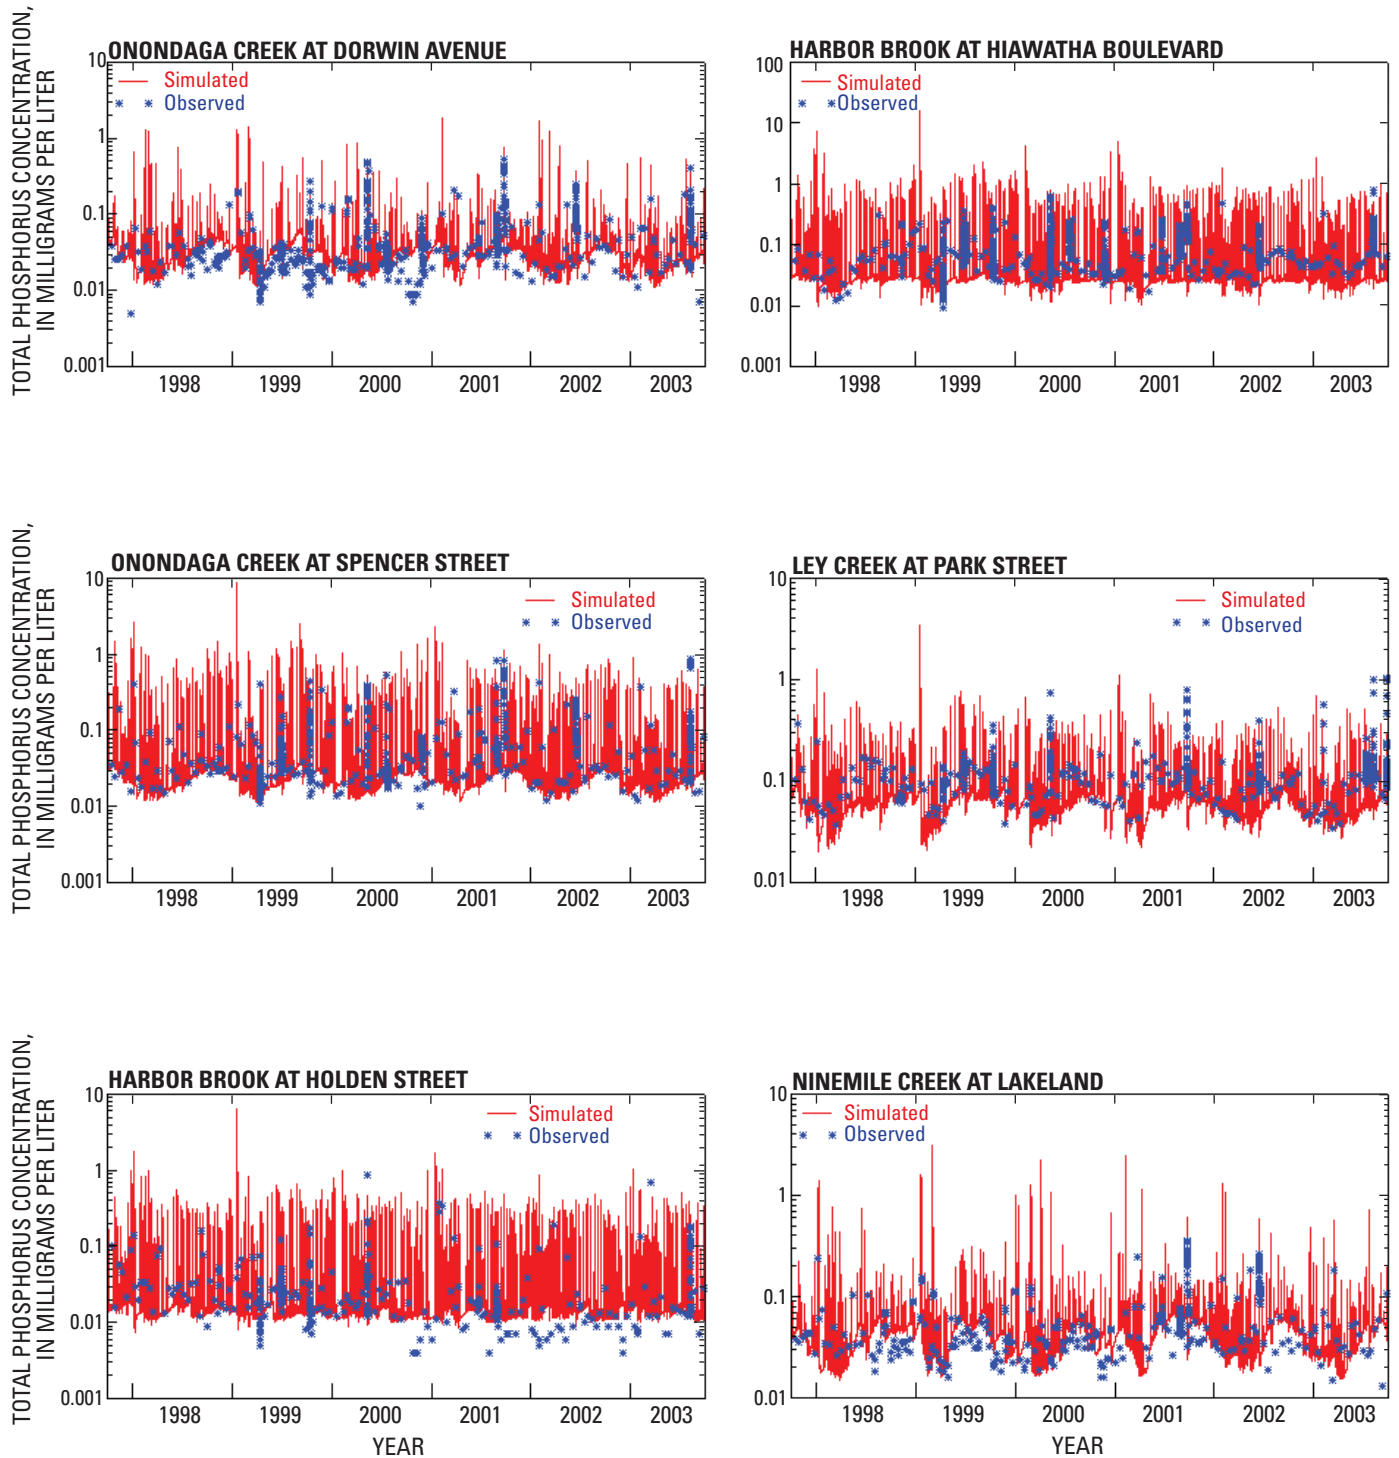 TOTAL PHOSPHORUS CONCENTRATION,
IN MILLIGRAMS PER LITER
ONONDAGA CREEK AT DORWIN AVENUE
Simulated
Observed
10
1
0.1
0.01
0.001
1998 1999 2000 2001 2002 2003
HARBOR BROOK AT HIAWATHA BOULEVARD
Simulated
Observed
100
10
1
0.1
0.01
0.001
1998 1999 2000 2001 2002 2003
TOTAL PHOSPHORUS CONCENTRATION,
IN MILLIGRAMS PER LITER
ONONDAGA CREEK AT SPENCER STREET
Simulated
Observed
10
1
0.1
0.01
0.001
1998 1999 2000 2001 2002 2003
LEY CREEK AT PARK STREET
Simulated
Observed
10
1
0.1
0.01
1998 1999 2000 2001 2002 2003
TOTAL PHOSPHORUS CONCENTRATION,
IN MILLIGRAMS PER LITER
HARBOR BROOK AT HOLDEN STREET
Simulated
Observed
10
1
0.1
0.01
0.001
1998 1999 2000 2001 2002 2003
YEAR
NINEMILE CREEK AT LAKELAND
Simulated
Observed
10
1
0.1
0.01
1998 1999 2000 2001 2002 2003
YEAR